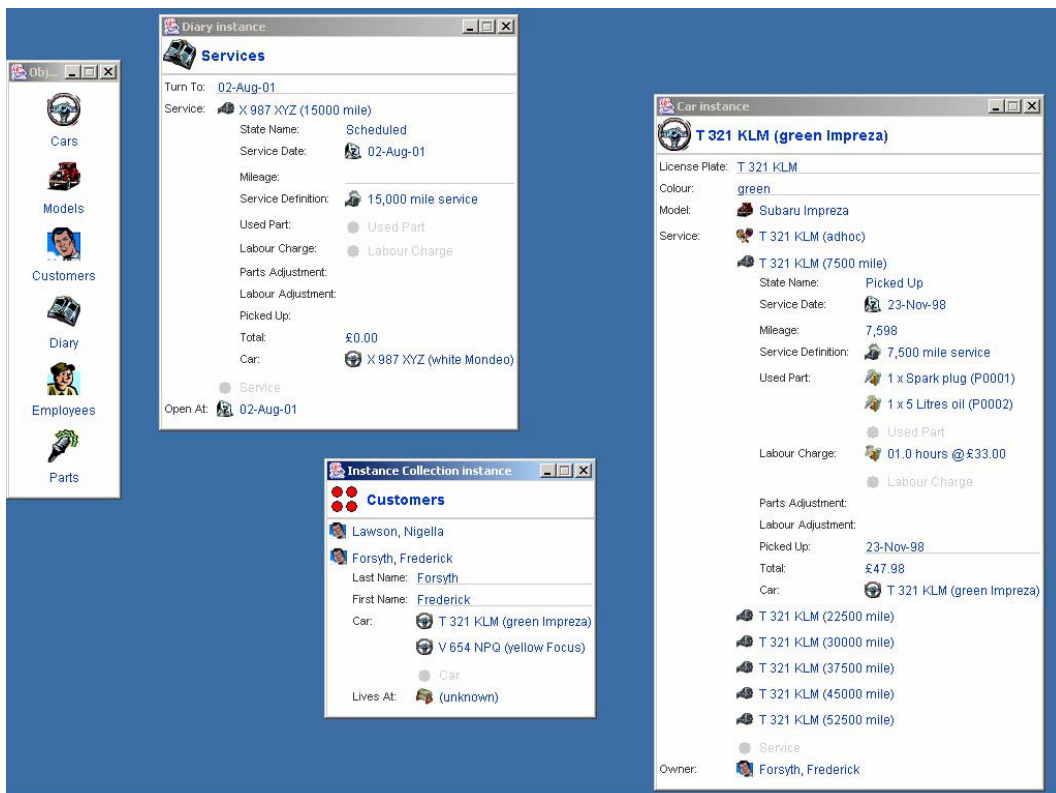 Obj...
Cars
Models
Customers
Diary
Employees
Parts
Diary instance
Services
Turn To: 02-Aug-01
Service: X 987 XYZ (15000 mile)
State Name: Scheduled
Service Date: 02-Aug-01
Mileage:
Service Definition: 15,000 mile service
Used Part: Used Part
Labour Charge: Labour Charge
Parts Adjustment:
Labour Adjustment:
Picked Up:
Total: £0.00
Car: X 987 XYZ (white Mondeo)
Service
Open At: 02-Aug-01
Instance Collection instance
Customers
Lawson, Nigella
Forsyth, Frederick
Last Name: Forsyth
First Name: Frederick
Car: T 321 KLM (green Impreza)
V 654 NPQ (yellow Focus)
Car
Lives At: (unknown)
Car instance
T 321 KLM (green Impreza)
License Plate: T 321 KLM
Colour: green
Model: Subaru Impreza
Service: T 321 KLM (adhoc)
T 321 KLM (7500 mile)
State Name: Picked Up
Service Date: 23-Nov-98
Mileage: 7,598
Service Definition: 7,500 mile service
Used Part: 1 x Spark plug (P0001)
1 x 5 Litres oil (P0002)
Used Part
Labour Charge: 01.0 hours @ £33.00
Labour Charge
Parts Adjustment:
Labour Adjustment:
Picked Up: 23-Nov-98
Total: £47.98
Car: T 321 KLM (green Impreza)
T 321 KLM (22500 mile)
T 321 KLM (30000 mile)
T 321 KLM (37500 mile)
T 321 KLM (45000 mile)
T 321 KLM (52500 mile)
Service
Owner: Forsyth, Frederick